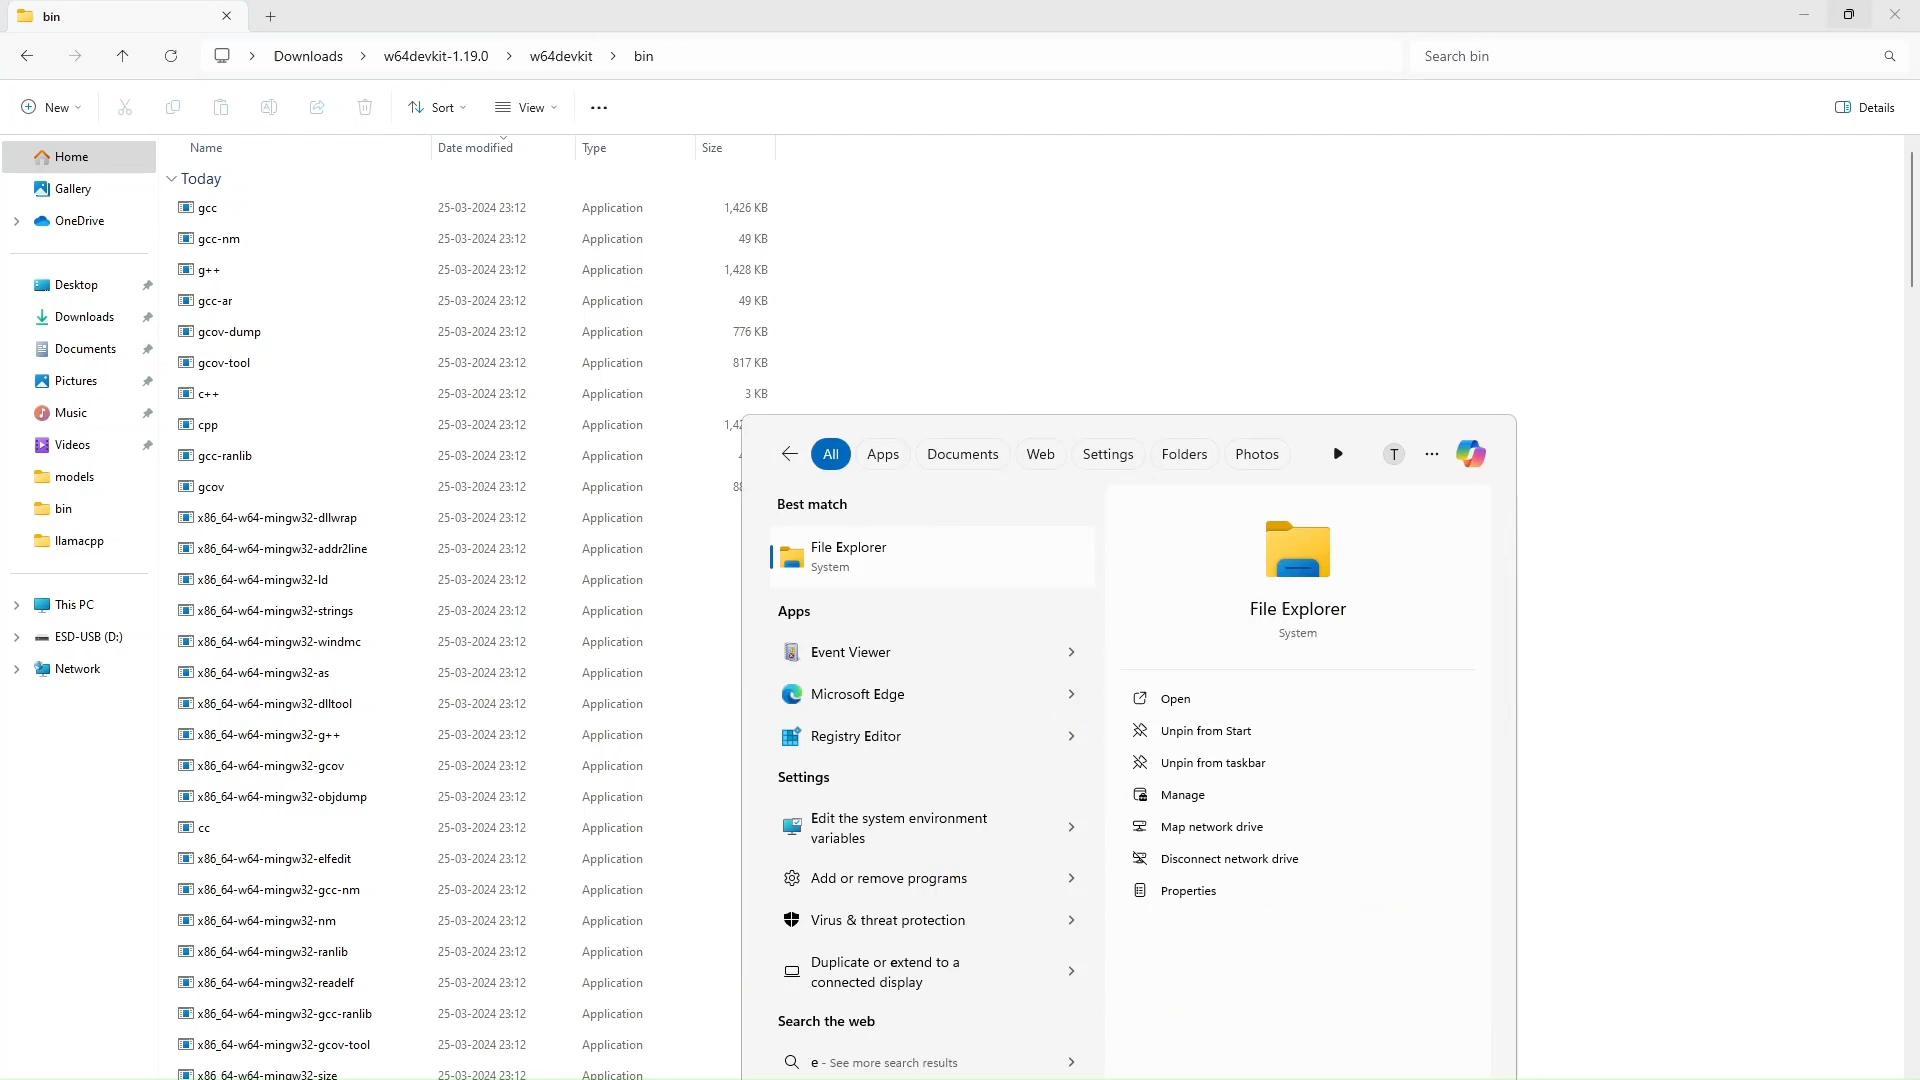 bin
Downloads > w64devkit-1.19.0 > w64devkit > bin
Search bin
New
Sort
View
Details
Home
Gallery
OneDrive
Desktop
Downloads
Documents
Pictures
Music
Videos
models
bin
llamacpp
This PC
ESD-USB (D:)
Network
Name Date modified Type Size
Today
gcc 25-03-2024 23:12 Application 1,426 KB
gcc-nm 25-03-2024 23:12 Application 49 KB
g++ 25-03-2024 23:12 Application 1,428 KB
gcc-ar 25-03-2024 23:12 Application 49 KB
gcov-dump 25-03-2024 23:12 Application 776 KB
gcov-tool 25-03-2024 23:12 Application 817 KB
c++ 25-03-2024 23:12 Application 3 KB
cpp 25-03-2024 23:12 Application
gcc-ranlib 25-03-2024 23:12 Application
gcov 25-03-2024 23:12 Application
x86_64-w64-mingw32-dllwrap 25-03-2024 23:12 Application
x86_64-w64-mingw32-addr2line 25-03-2024 23:12 Application
x86_64-w64-mingw32-ld 25-03-2024 23:12 Application
x86_64-w64-mingw32-strings 25-03-2024 23:12 Application
x86_64-w64-mingw32-windmc 25-03-2024 23:12 Application
x86_64-w64-mingw32-as 25-03-2024 23:12 Application
x86_64-w64-mingw32-dlltool 25-03-2024 23:12 Application
x86_64-w64-mingw32-g++ 25-03-2024 23:12 Application
x86_64-w64-mingw32-gcov 25-03-2024 23:12 Application
x86_64-w64-mingw32-objdump 25-03-2024 23:12 Application
cc 25-03-2024 23:12 Application
x86_64-w64-mingw32-elfedit 25-03-2024 23:12 Application
x86_64-w64-mingw32-gcc-nm 25-03-2024 23:12 Application
x86_64-w64-mingw32-nm 25-03-2024 23:12 Application
x86_64-w64-mingw32-ranlib 25-03-2024 23:12 Application
x86_64-w64-mingw32-readelf 25-03-2024 23:12 Application
x86_64-w64-mingw32-gcc-ranlib 25-03-2024 23:12 Application
x86_64-w64-mingw32-gcov-tool 25-03-2024 23:12 Application
x86_64-w64-mingw32-size 25-03-2024 23:12 Application
All Apps Documents Web Settings Folders Photos T
Best match
File Explorer
System
Apps
Event Viewer
Microsoft Edge
Registry Editor
Settings
Edit the system environment
variables
Add or remove programs
Virus & threat protection
Duplicate or extend to a
connected display
Search the web
e - See more search results
File Explorer
System
Open
Unpin from Start
Unpin from taskbar
Manage
Map network drive
Disconnect network drive
Properties